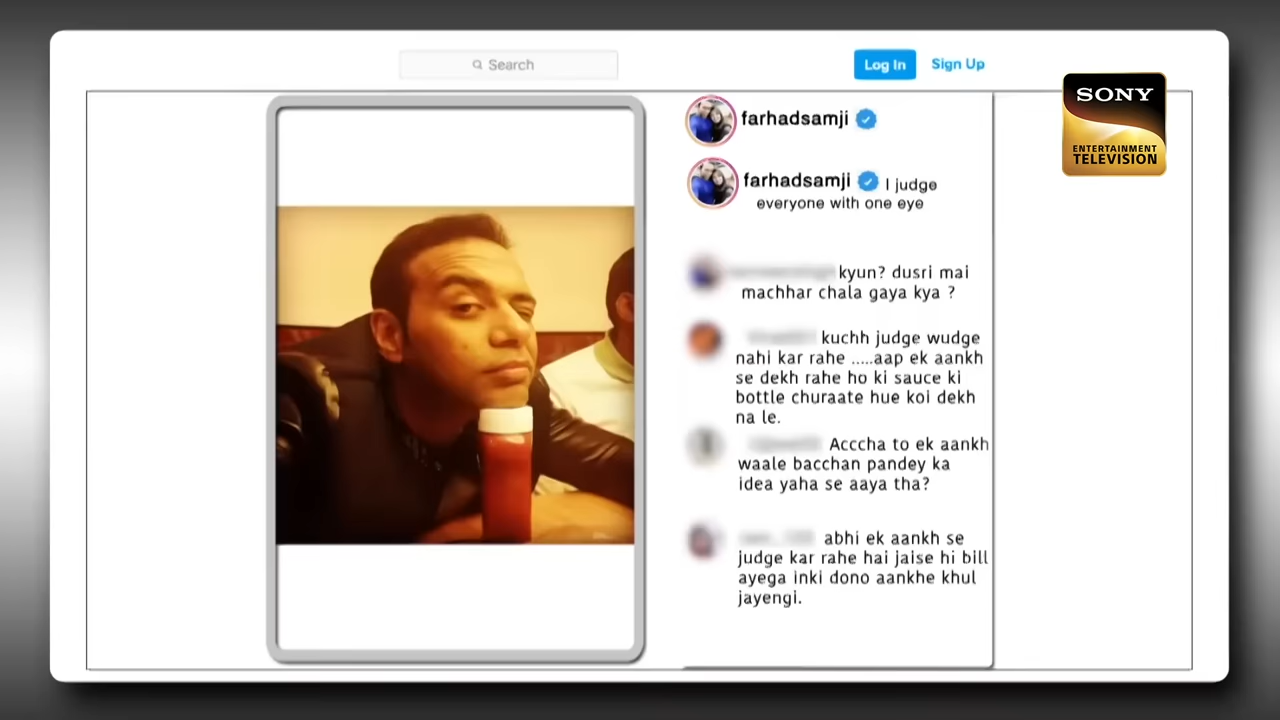 Search
Log In
Sign Up
SONY
ENTERTAINMENT
TELEVISION
farhadsamji
farhadsamji I judge
everyone with one eye
kyun? dusri mai
machhar chala gaya kya ?
kuchh judge wudge
nahi kar rahe .....aap ek aankh
se dekh rahe ho ki sauce ki
bottle churaate hue koi dekh
na le.
Acccha to ek aankh
waale bacchan pandey ka
idea yaha se aaya tha?
abhi ek aankh se
judge kar rahe hai jaise hi bill
ayega inki dono aankhe khul
jayengi.